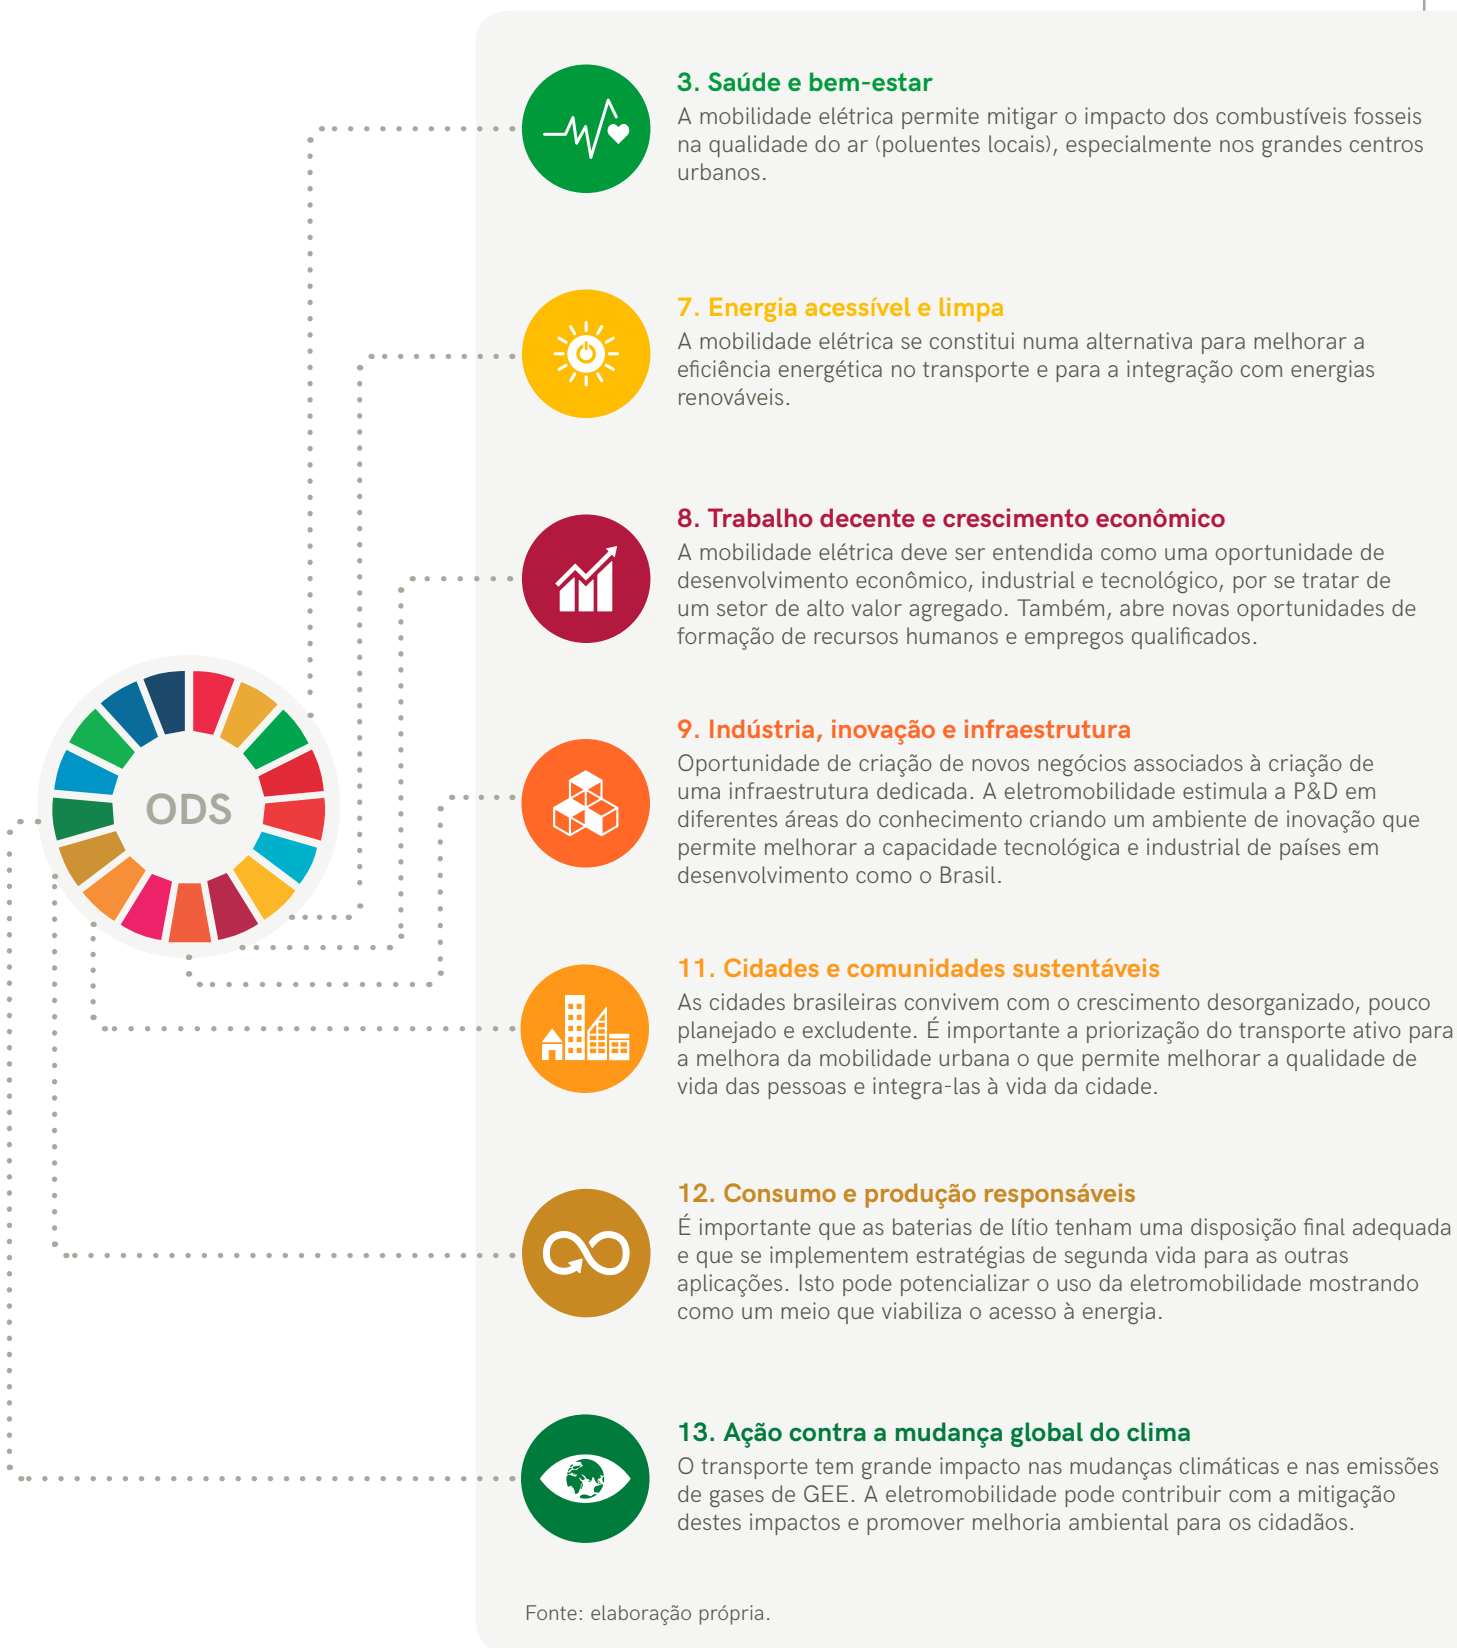 3. Saúde e bem-estar
A mobilidade elétrica permite mitigar o impacto dos combustíveis fosseis
na qualidade do ar (poluentes locais), especialmente nos grandes centros
urbanos.
7. Energia acessível e limpa
A mobilidade elétrica se constitui numa alternativa para melhorar a
eficiência energética no transporte e para a integração com energias
renováveis.
8. Trabalho decente e crescimento econômico
A mobilidade elétrica deve ser entendida como uma oportunidade de
desenvolvimento econômico, industrial e tecnológico, por se tratar de
um setor de alto valor agregado. Também, abre novas oportunidades de
formação de recursos humanos e empregos qualificados.
ODS
9. Indústria, inovação e infraestrutura
Oportunidade de criação de novos negócios associados à criação de
uma infraestrutura dedicada. A eletromobilidade estimula a P&D em
diferentes áreas do conhecimento criando um ambiente de inovação que
permite melhorar a capacidade tecnológica e industrial de países em
desenvolvimento como o Brasil.
11. Cidades e comunidades sustentáveis
As cidades brasileiras convivem com o crescimento desorganizado, pouco
planejado e excludente. É importante a priorização do transporte ativo para
a melhora da mobilidade urbana o que permite melhorar a qualidade de
vida das pessoas e integra-las à vida da cidade.
12. Consumo e produção responsáveis
É importante que as baterias de lítio tenham uma disposição final adequada
e que se implementem estratégias de segunda vida para as outras
aplicações. Isto pode potencializar o uso da eletromobilidade mostrando
como um meio que viabiliza o acesso à energia.
13. Ação contra a mudança global do clima
O transporte tem grande impacto nas mudanças climáticas e nas emissões
de gases de GEE. A eletromobilidade pode contribuir com a mitigação
destes impactos e promover melhoria ambiental para os cidadãos.
Fonte: elaboração própria.